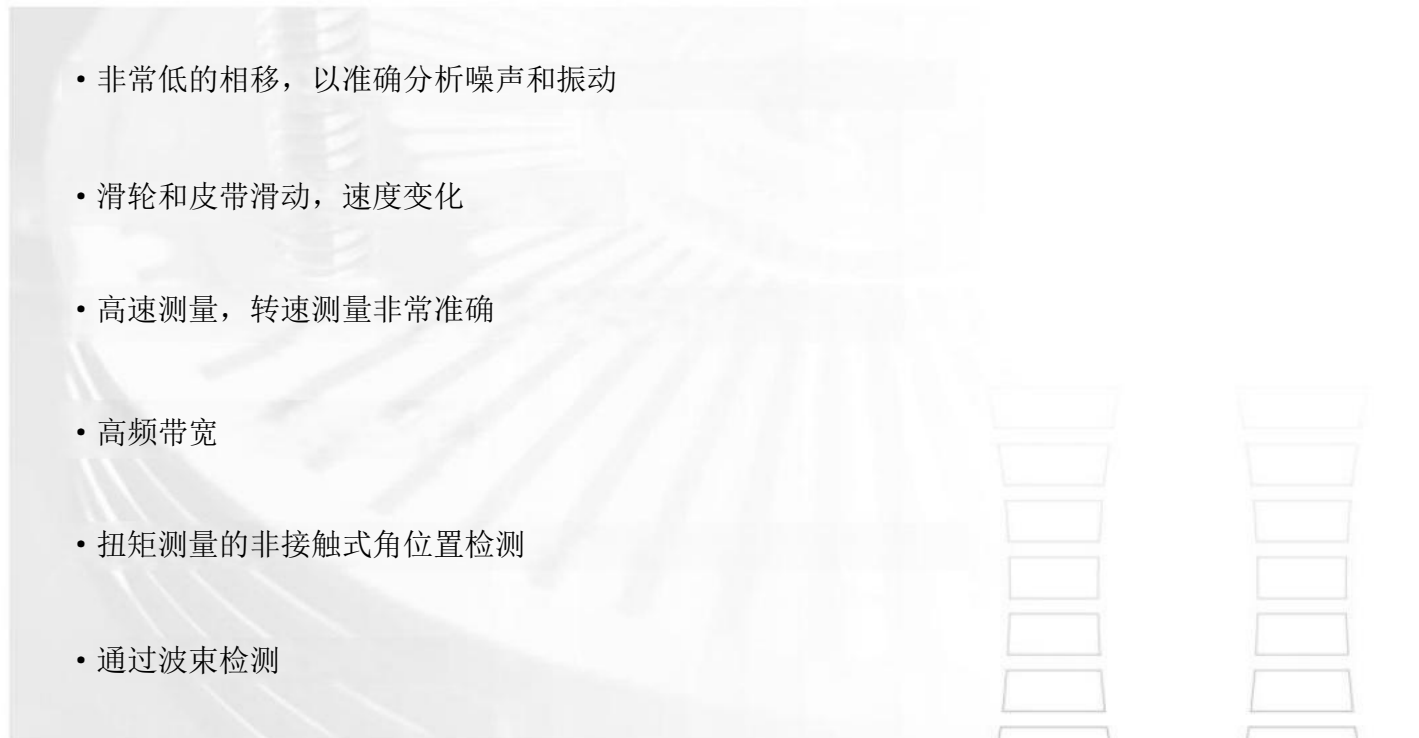 •非常低的相移，以准确分析噪声和振动
•滑轮和皮带滑动，速度变化
•高速测量，转速测量非常准确
•高频带宽
•扭矩测量的非接触式角位置检测
•通过波束检测